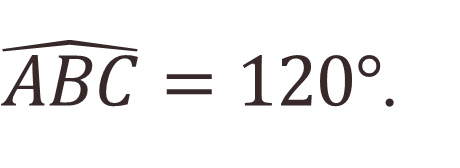 $\widehat{ABC} = 120°.$